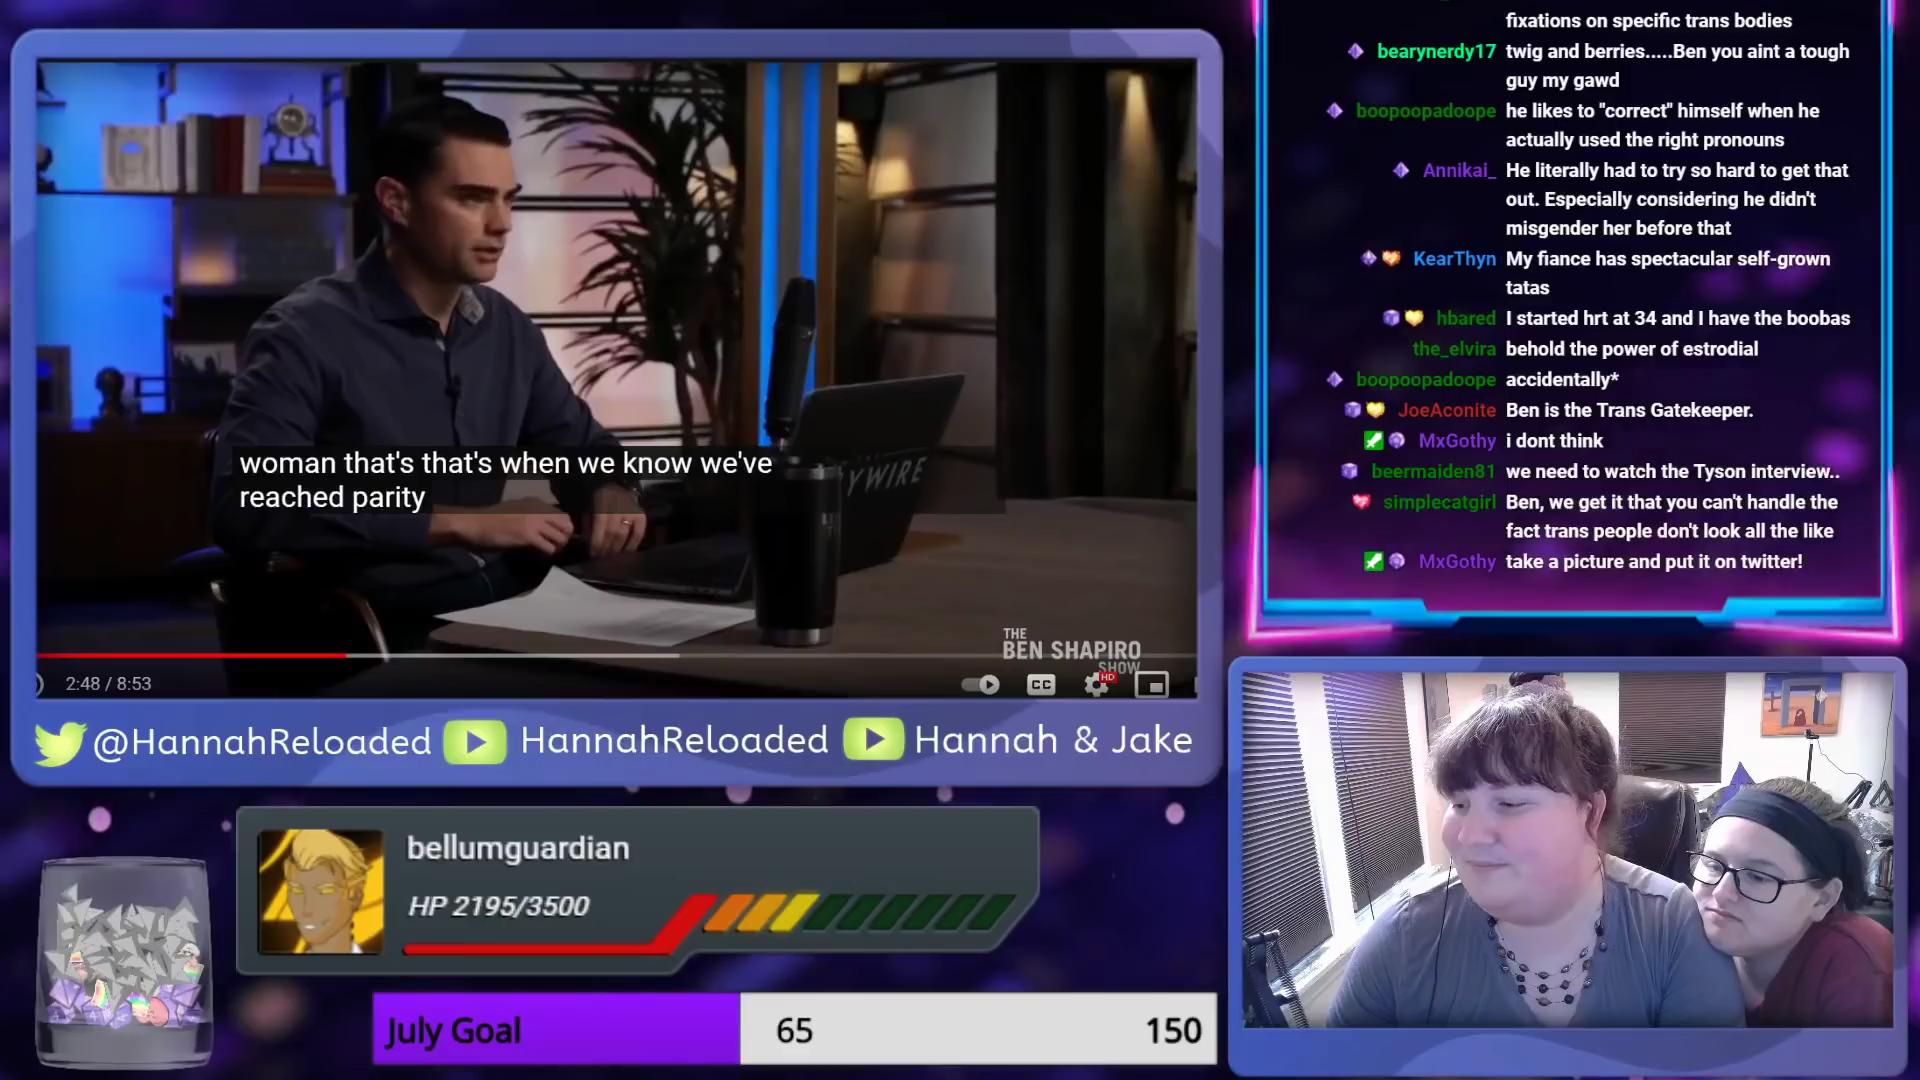 woman that's that's when we know we've
reached parity
YWIRE
THE
BEN SHAPIRO
SHOW
2:48 / 8:53
CC
HD
@HannahReloaded
HannahReloaded
Hannah & Jake
bellumguardian
HP 2195/3500
July Goal
65
150
fixations on specific trans bodies
bearynerdy17 twig and berries.....Ben you aint a tough
guy my gawd
boopoopadoope he likes to "correct" himself when he
actually used the right pronouns
Annikai_ He literally had to try so hard to get that
out. Especially considering he didn't
misgender her before that
KearThyn My fiance has spectacular self-grown
tatas
hbared I started hrt at 34 and I have the boobas
the_elvira behold the power of estrodial
boopoopadoope accidentally*
JoeAconite Ben is the Trans Gatekeeper.
MxGothy i dont think
beermaiden81 we need to watch the Tyson interview..
simplecatgirl Ben, we get it that you can't handle the
fact trans people don't look all the like
MxGothy take a picture and put it on twitter!